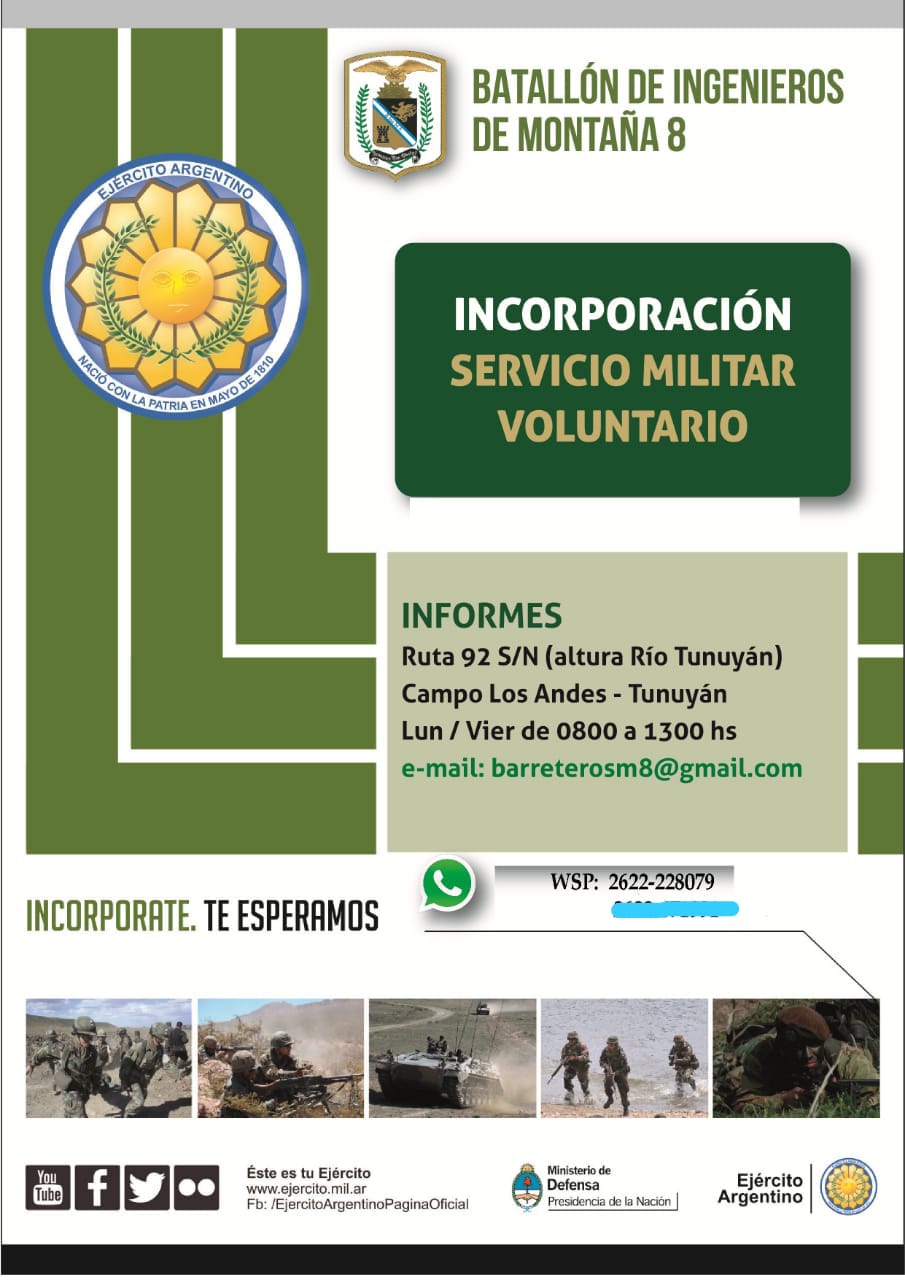 BATALLÓN DE INGENIEROS
DE MONTAÑA 8
EJÉRCITO ARGENTINO
NACIÓ CON LA PATRIA EN MAYO DE 1810
INCORPORACIÓN
SERVICIO MILITAR
VOLUNTARIO
INFORMES
Ruta 92 S/N (altura Río Tunuyán)
Campo Los Andes - Tunuyán
Lun / Vier de 0800 a 1300 hs
e-mail: barreterosm8@gmail.com
WSP: 2622-228079
INCORPORATE. TE ESPERAMOS
You
Tube
Éste es tu Ejército
www.ejercito.mil.ar
Fb: /EjercitoArgentinoPaginaOficial
Ministerio de
Defensa
Presidencia de la Nación
Ejército
Argentino